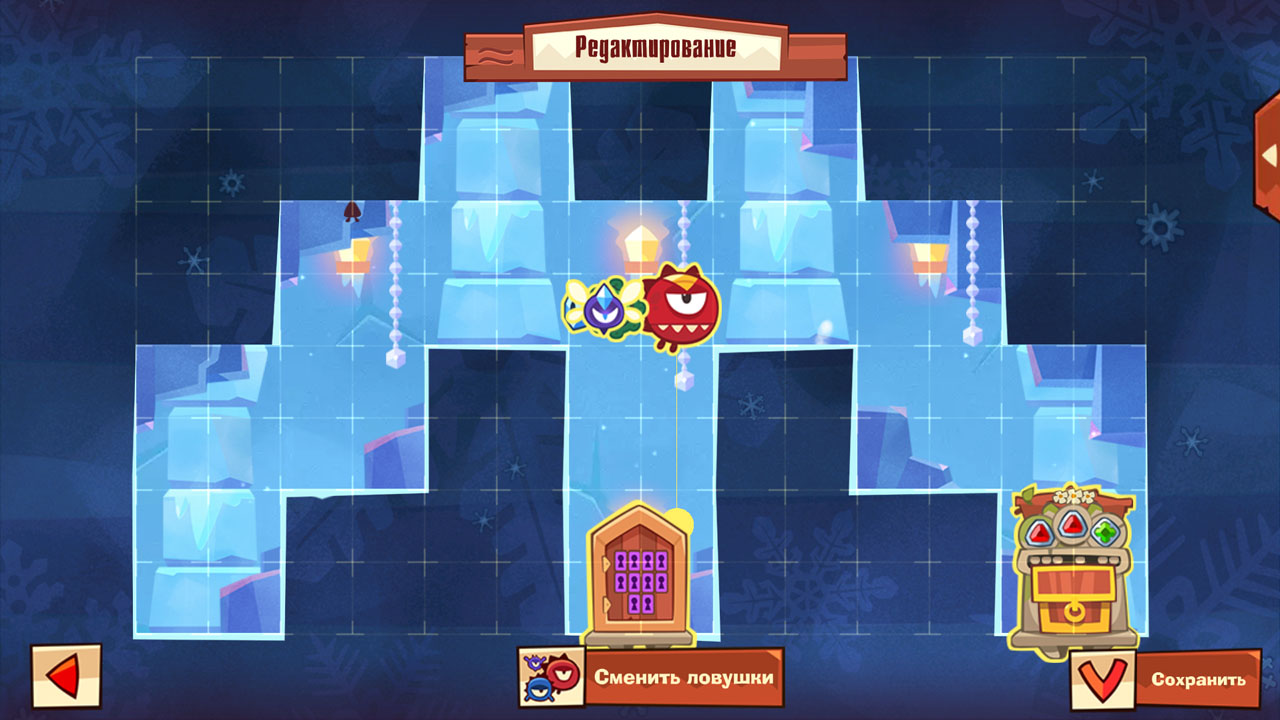 Редактирование
Сменить ловушки
Сохранить